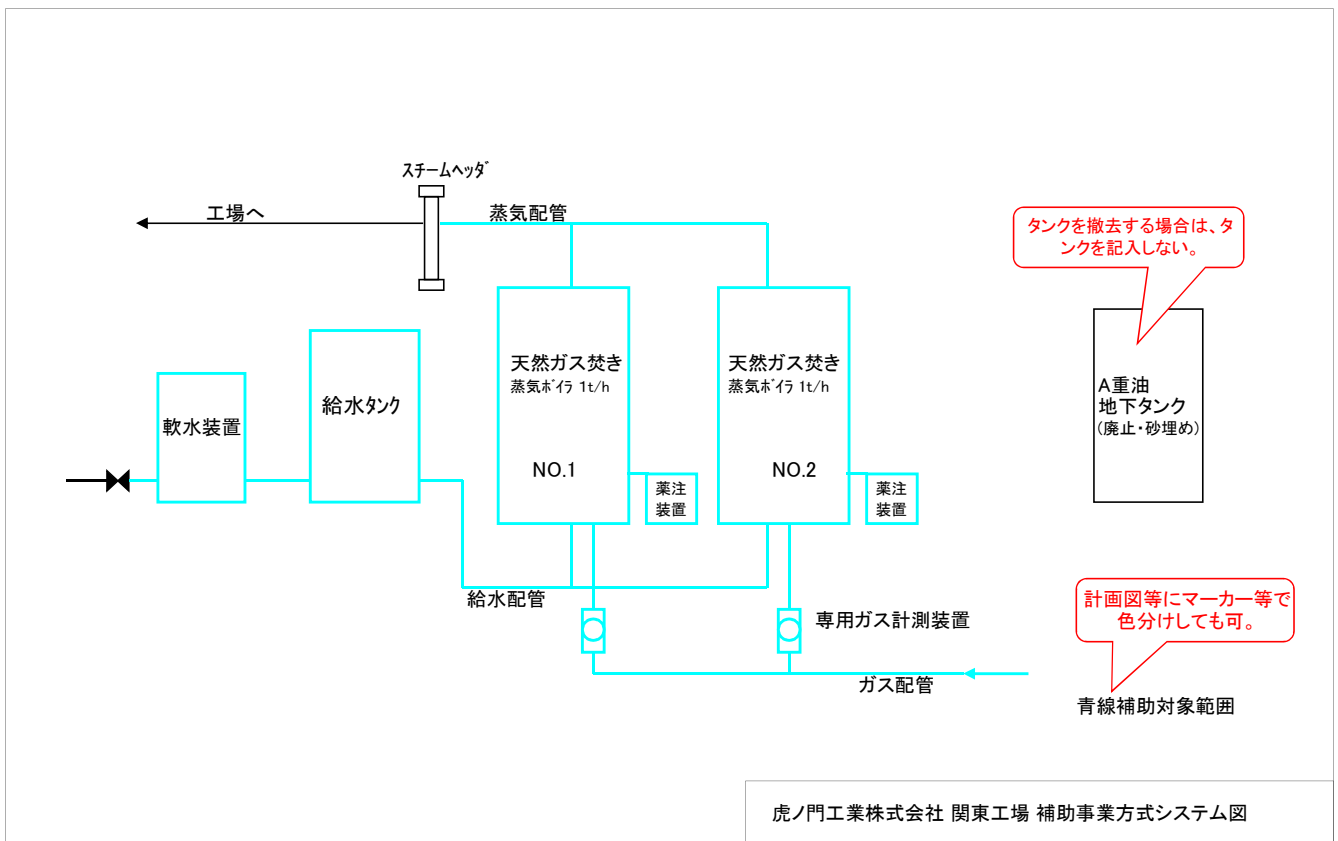 スチームヘッダ
工場へ
蒸気配管
タンクを撤去する場合は、タ
ンクを記入しない。
天然ガス焚き
蒸気ボイラ 1t/h
NO.1
天然ガス焚き
蒸気ボイラ 1t/h
NO.2
A重油
地下タンク
(廃止・砂埋め)
給水タンク
軟水装置
薬注
装置
薬注
装置
給水配管
専用ガス計測装置
ガス配管
計画図等にマーカー等で
色分けしても可。
青線補助対象範囲
虎ノ門工業株式会社 関東工場 補助事業方式システム図